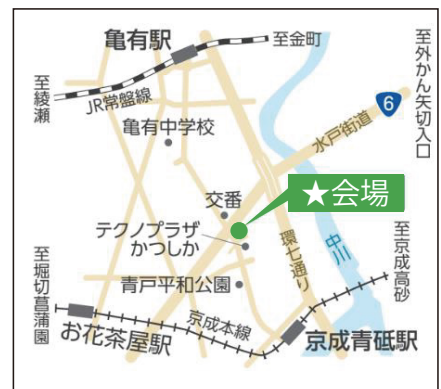 亀有駅
至金町
至外かん矢切入口
至綾瀬
JR常盤線
6
亀有中学校
水戸街道
交番
★会場
テクノプラザ
かつしか
環七通り
中川
至京成高砂
至堀切菖蒲園
青戸平和公園
お花茶屋駅
京成本線
京成青砥駅